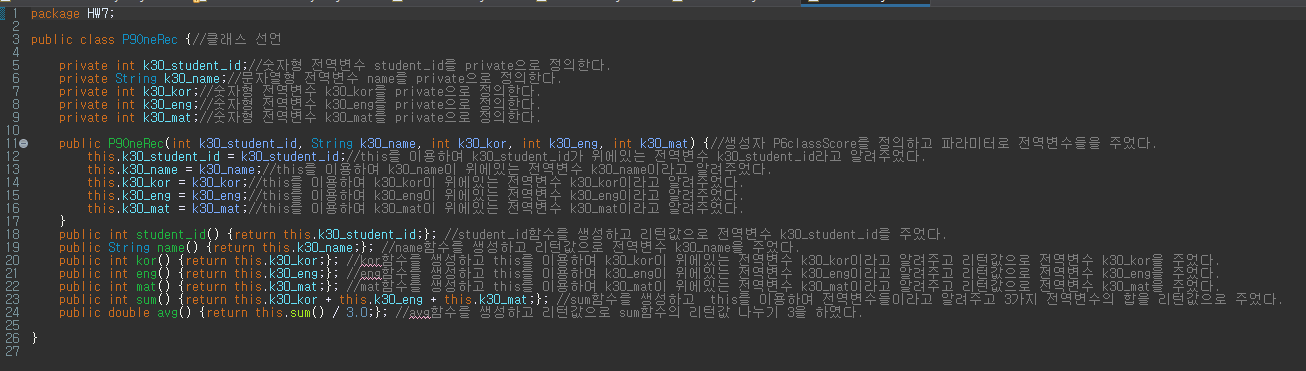 1 package HW7;
2
3 public class P9OneRec {//클래스 선언
4
5 private int k30_student_id;//숫자형 전역변수 student_id를 private으로 정의한다.
6 private String k30_name;//문자열형 전역변수 name를 private으로 정의한다.
7 private int k30_kor;//숫자형 전역변수 k30_kor를 private으로 정의한다.
8 private int k30_eng;//숫자형 전역변수 k30_eng를 private으로 정의한다.
9 private int k30_mat;//숫자형 전역변수 k30_mat를 private으로 정의한다.
10
11 public P9OneRec(int k30_student_id, String k30_name, int k30_kor, int k30_eng, int k30_mat) {//생성자 P6classScore를 정의하고 파라미터로 전역변수들을 주었다.
12 this.k30_student_id = k30_student_id;//this를 이용하여 k30_student_id가 위에있는 전역변수 k30_student_id라고 알려주었다.
13 this.k30_name = k30_name;//this를 이용하여 k30_name이 위에있는 전역변수 k30_name이라고 알려주었다.
14 this.k30_kor = k30_kor;//this를 이용하여 k30_kor이 위에있는 전역변수 k30_kor이라고 알려주었다.
15 this.k30_eng = k30_eng;//this를 이용하여 k30_eng이 위에있는 전역변수 k30_eng이라고 알려주었다.
16 this.k30_mat = k30_mat;//this를 이용하여 k30_mat이 위에있는 전역변수 k30_mat이라고 알려주었다.
17 }
18 public int student_id() {return this.k30_student_id;}; //student_id함수를 생성하고 리턴값으로 전역변수 k30_student_id를 주었다.
19 public String name() {return this.k30_name;}; //name함수를 생성하고 리턴값으로 전역변수 k30_name을 주었다.
20 public int kor() {return this.k30_kor;}; //kor함수를 생성하고 this를 이용하여 k30_kor이 위에있는 전역변수 k30_kor이라고 알려주고 리턴값으로 전역변수 k30_kor을 주었다.
21 public int eng() {return this.k30_eng;}; //eng함수를 생성하고 this를 이용하여 k30_eng이 위에있는 전역변수 k30_eng이라고 알려주고 리턴값으로 전역변수 k30_eng를 주었다.
22 public int mat() {return this.k30_mat;}; //mat함수를 생성하고 this를 이용하여 k30_mat이 위에있는 전역변수 k30_mat이라고 알려주고 리턴값으로 전역변수 k30_mat을 주었다.
23 public int sum() {return this.k30_kor + this.k30_eng + this.k30_mat;}; //sum함수를 생성하고  this를 이용하여 전역변수들이라고 알려주고 3가지 전역변수의 합을 리턴값으로 주었다.
24 public double avg() {return this.sum() / 3.0;}; //avg함수를 생성하고 리턴값으로 sum함수의 리턴값 나누기 3을 하였다.
25
26 }
27